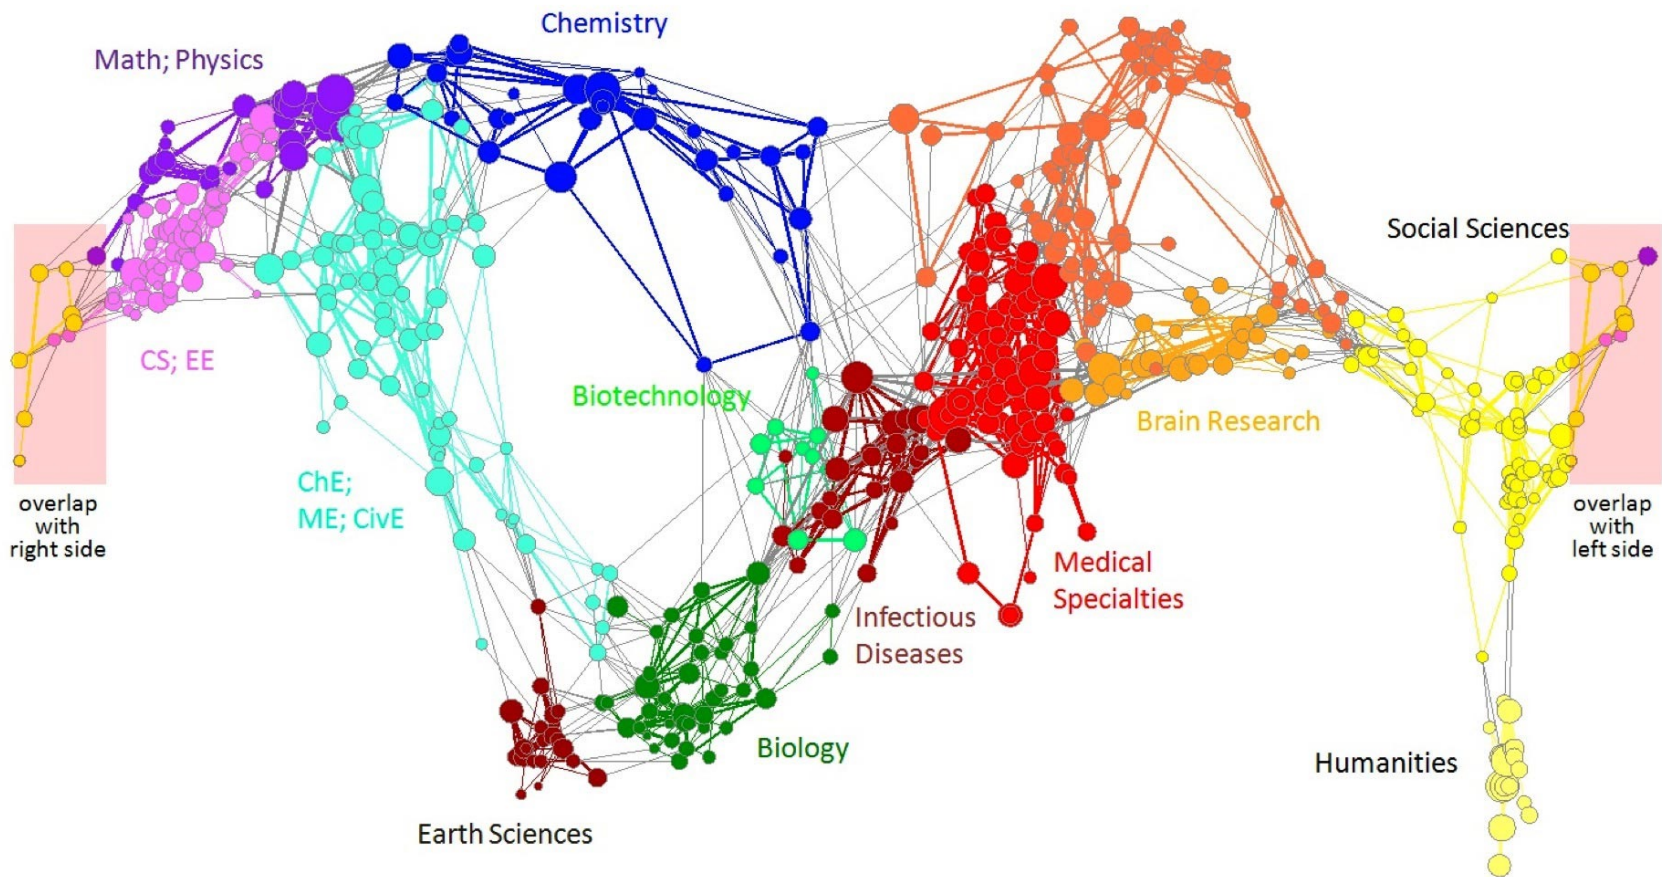 Chemistry
Math; Physics
Social Sciences
CS; EE
Biotechnology
Brain Research
ChE;
ME; CivE
overlap
with
right side
overlap
with
left side
Medical
Specialties
Infectious
Diseases
Biology
Humanities
Earth Sciences